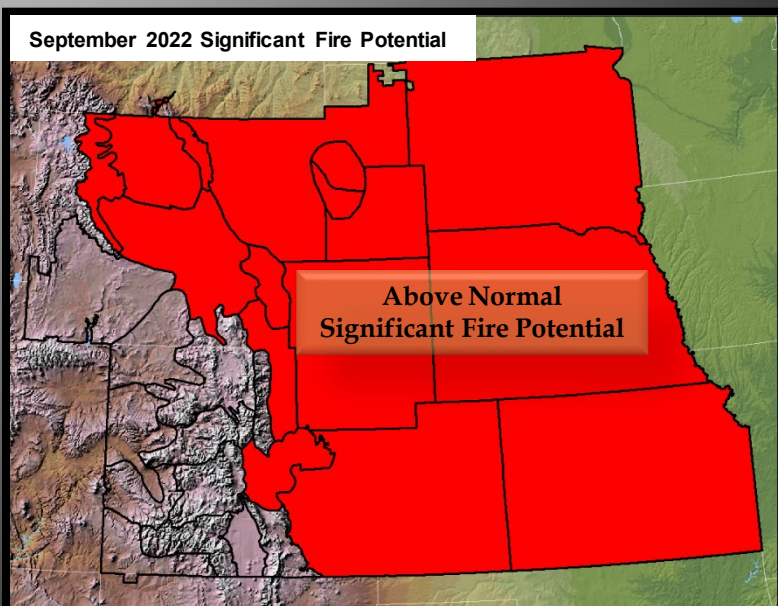 September 2022 Significant Fire Potential
Above Normal
Significant Fire Potential